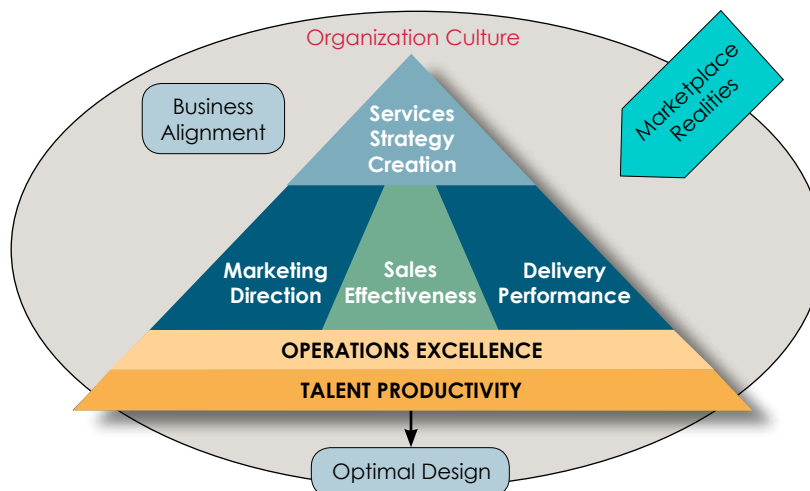 Organization Culture
Business
Alignment
Marketplace
Realities
Services
Strategy
Creation
Marketing
Direction
Sales
Effectiveness
Delivery
Performance
OPERATIONS EXCELLENCE
TALENT PRODUCTIVITY
Optimal Design